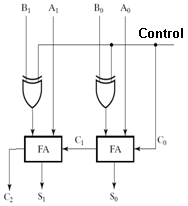 B1 A1 B0 A0
Control
C1 C0
FA FA
C2 S1 S0